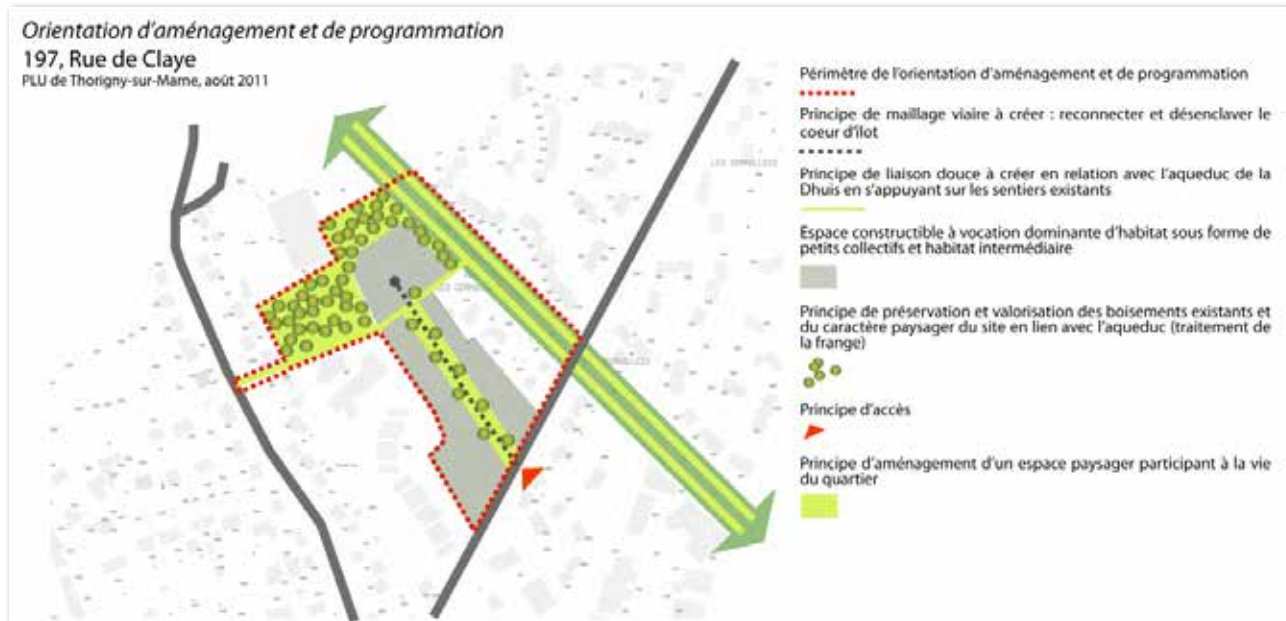 Orientation d'aménagement et de programmation
197, Rue de Claye
PLU de Thorigny-sur-Marne, août 2011
Périmètre de l'orientation d'aménagement et de programmation
Principe de maillage viaire à créer : reconnecter et désenclaver le
coeur d'îlot
Principe de liaison douce à créer en relation avec l'aqueduc de la
Dhuis en s'appuyant sur les sentiers existants
Espace constructible à vocation dominante d'habitat sous forme de
petits collectifs et habitat intermédiaire
Principe de préservation et valorisation des boisements existants et
du caractère paysager du site en lien avec l'aqueduc (traitement de
la frange)
Principe d'accès
Principe d'aménagement d'un espace paysager participant à la vie
du quartier